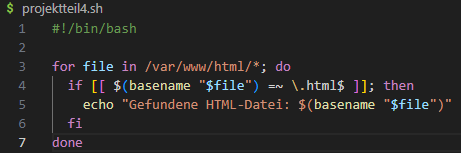 $ projektteil4.sh
1 #!/bin/bash
2
3 for file in /var/www/html/*; do
4   if [[ $(basename "$file") =~ \.html$ ]]; then
5     echo "Gefundene HTML-Datei: $(basename "$file")"
6   fi
7 done